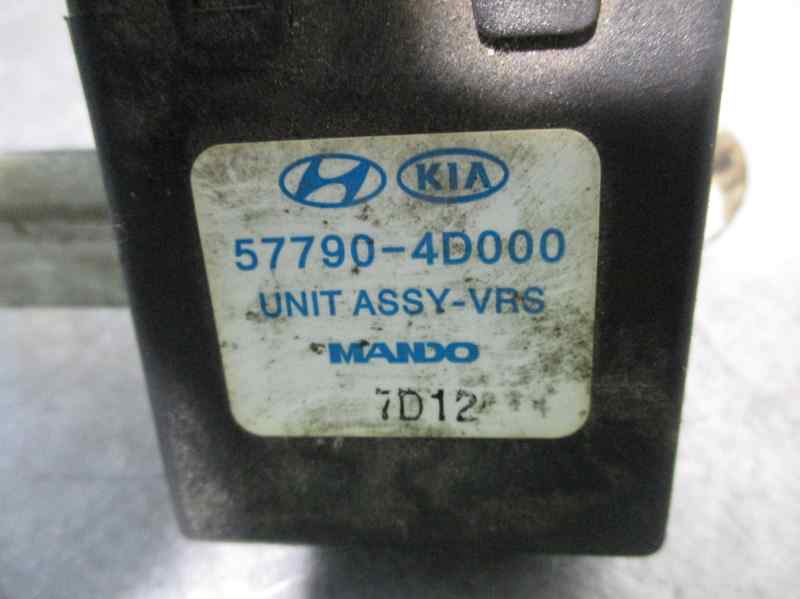 KIA
57790-4D000
UNIT ASSY-VRS
MANDO
7D12